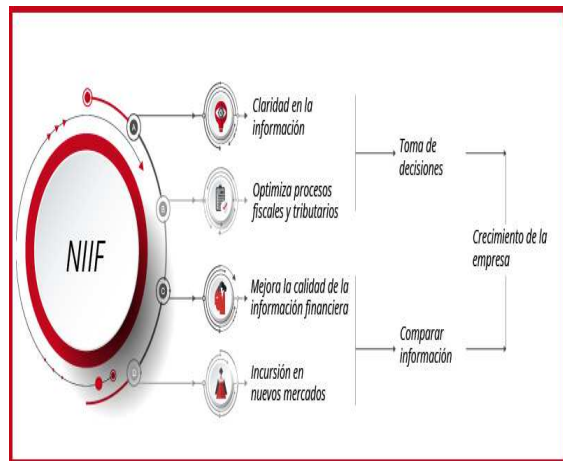 NIIF
Claridad en la
información
Optimiza procesos
fiscales y tributarios
Mejora la calidad de la
información financiera
Incursión en
nuevos mercados
Toma de
decisiones
Comparar
información
Crecimiento de la
empresa